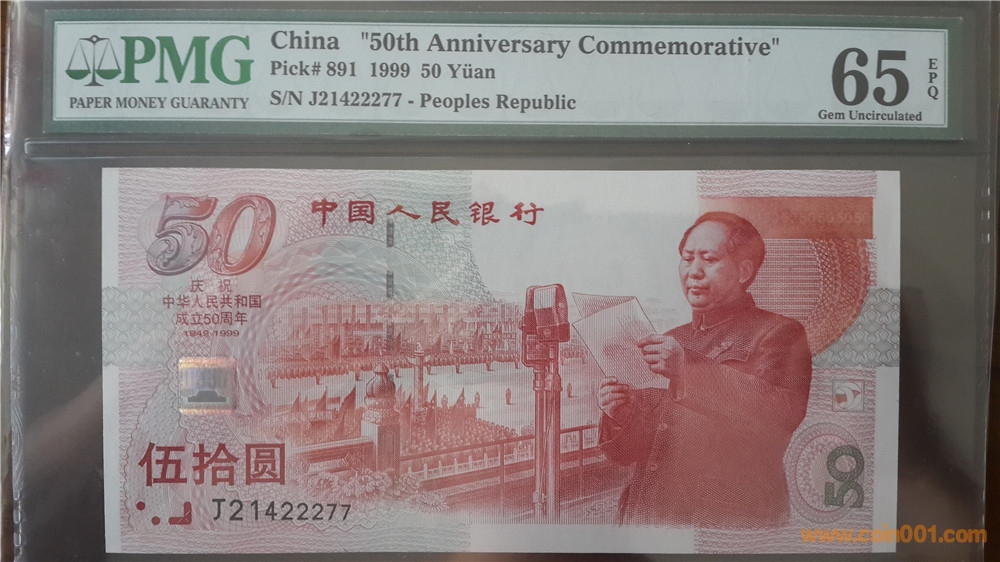 PMG
PAPER MONEY GUARANTY
China "50th Anniversary Commemorative"
Pick# 891 1999 50 Yüan
S/N J21422277 - Peoples Republic
65
EPQ
Gem Uncirculated
50
中国人民银行
庆祝
中华人民共和国
成立50周年
1949-1999
伍拾圆
J21422277
50
www.coin001.com